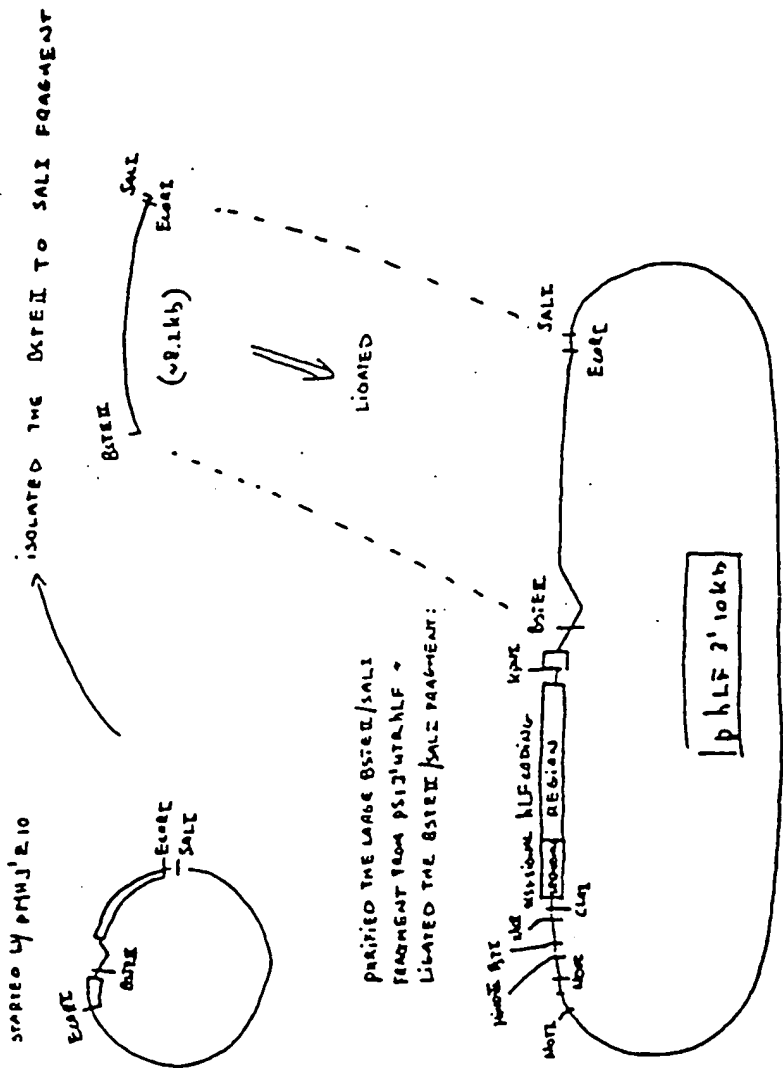 STARTED W/ pMH3'E10
ECORI
BSTEII
ECORI
SALI
ISOLATED THE BSTEII TO SALI FRAGMENT
BSTEII
SALI
ECORI
(~8.2kb)
LIGATED
PURIFIED THE LARGE BSTEII/SALI
FRAGMENT FROM pS13'UTRhLF +
LIGATED THE BSTEII/SALI FRAGMENT:
NOTI
CLAI
hLF CODING
REGION
KPNI
BSTEII
ECORI
SALI
phLF 3'10kb